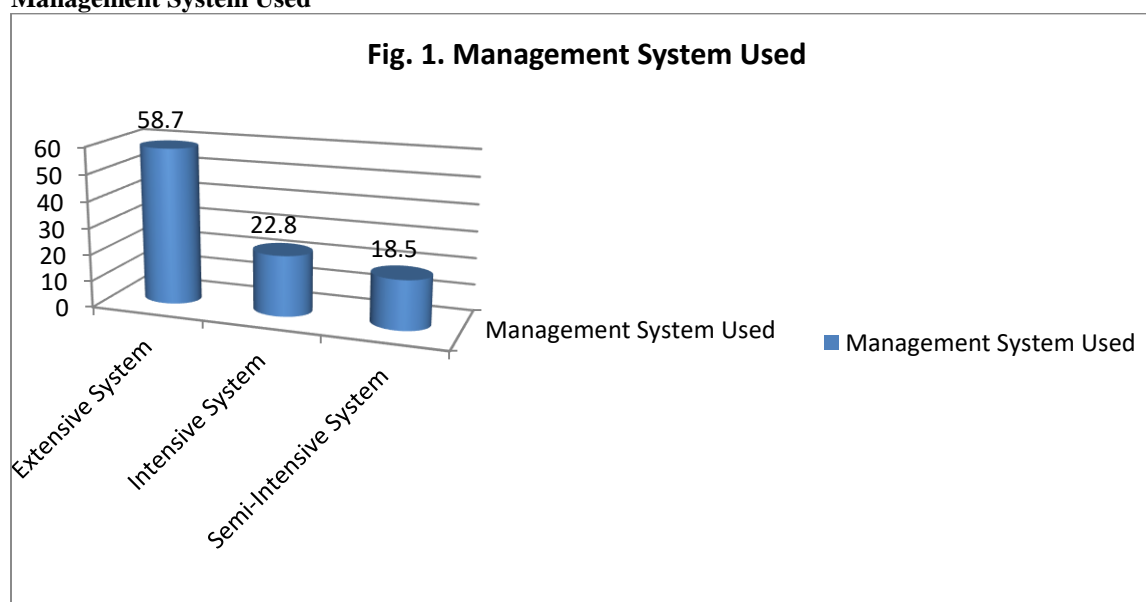 Management System Used
Fig. 1. Management System Used
58.7
22.8
18.5
60
50
40
30
20
10
0
Management System Used
Management System Used
Extensive System
Intensive System
Semi-Intensive System